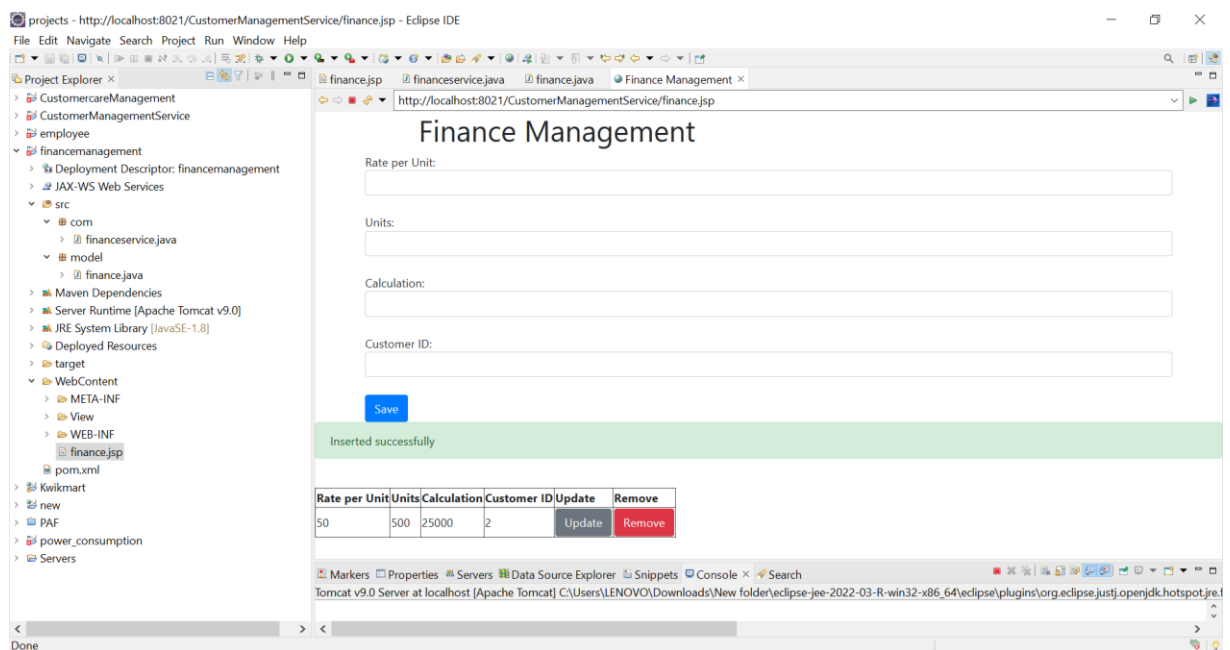 projects - http://localhost:8021/CustomerManagementService/finance.jsp - Eclipse IDE
File Edit Navigate Search Project Run Window Help
Project Explorer
CustomercareManagement
CustomerManagementService
employee
financemanagement
Deployment Descriptor: financemanagement
JAX-WS Web Services
src
com
financeservice.java
model
finance.java
Maven Dependencies
Server Runtime [Apache Tomcat v9.0]
JRE System Library [JavaSE-1.8]
Deployed Resources
target
WebContent
META-INF
View
WEB-INF
finance.jsp
pom.xml
Kwikmart
new
PAF
power_consumption
Servers
finance.jsp financeservice.java finance.java Finance Management
http://localhost:8021/CustomerManagementService/finance.jsp
Finance Management
Rate per Unit:
Units:
Calculation:
Customer ID:
Save
Inserted successfully
Rate per Unit Units Calculation Customer ID Update Remove
50 500 25000 2 Update Remove
Markers Properties Servers Data Source Explorer Snippets Console Search
Tomcat v9.0 Server at localhost [Apache Tomcat] C:\Users\LENOVO\Downloads\New folder\eclipse-jee-2022-03-R-win32-x86_64\eclipse\plugins\org.eclipse.justj.openjdk.hotspot.jre.f
Done